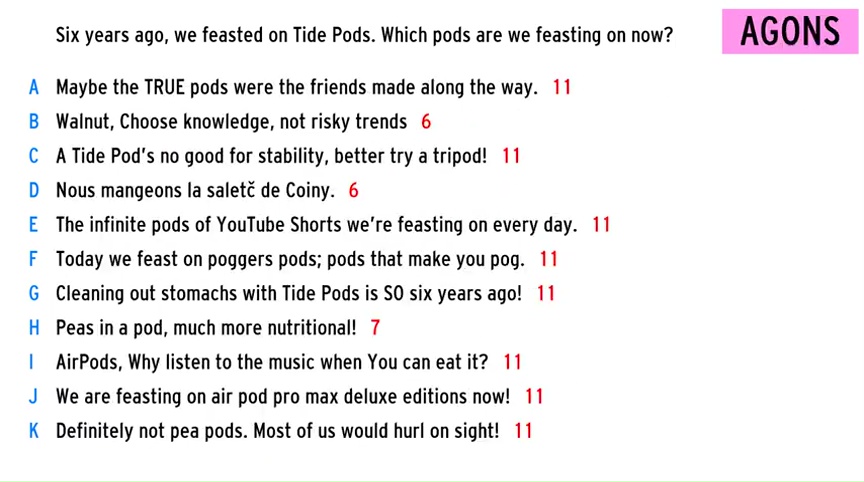 Six years ago, we feasted on Tide Pods. Which pods are we feasting on now?
AGONS
A Maybe the TRUE pods were the friends made along the way. 11
B Walnut, Choose knowledge, not risky trends 6
C A Tide Pod's no good for stability, better try a tripod! 11
D Nous mangeons la saletč de Coiny. 6
E The infinite pods of YouTube Shorts we're feasting on every day. 11
F Today we feast on poggers pods; pods that make you pog. 11
G Cleaning out stomachs with Tide Pods is SO six years ago! 11
H Peas in a pod, much more nutritional! 7
I AirPods, Why listen to the music when You can eat it? 11
J We are feasting on air pod pro max deluxe editions now! 11
K Definitely not pea pods. Most of us would hurl on sight! 11